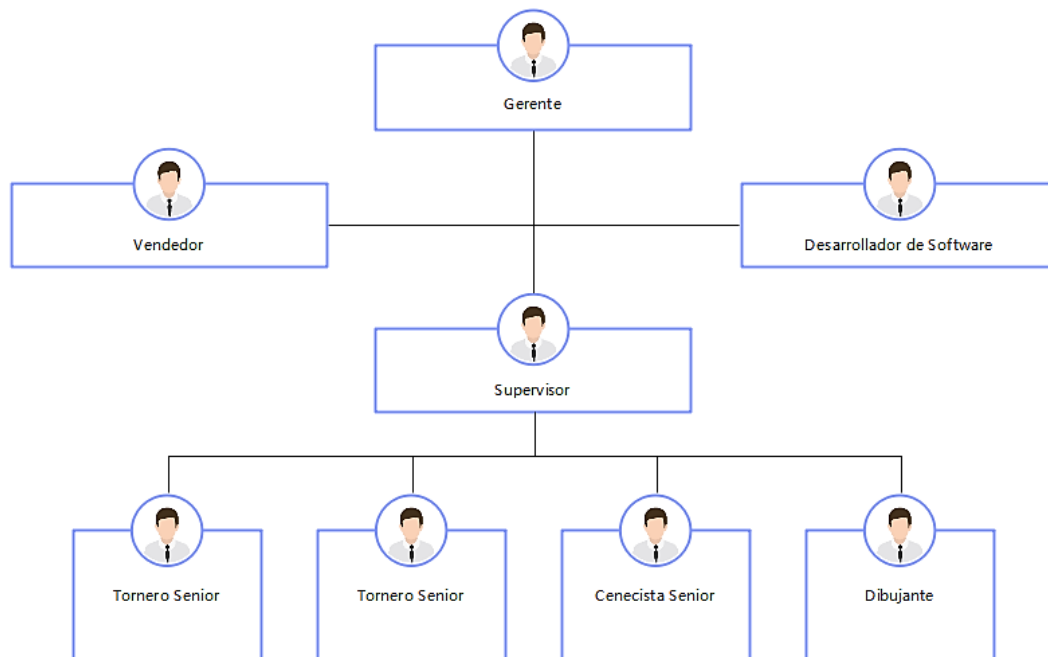 Gerente
Vendedor
Desarrollador de Software
Supervisor
Tornero Senior
Tornero Senior
Cenecista Senior
Dibujante